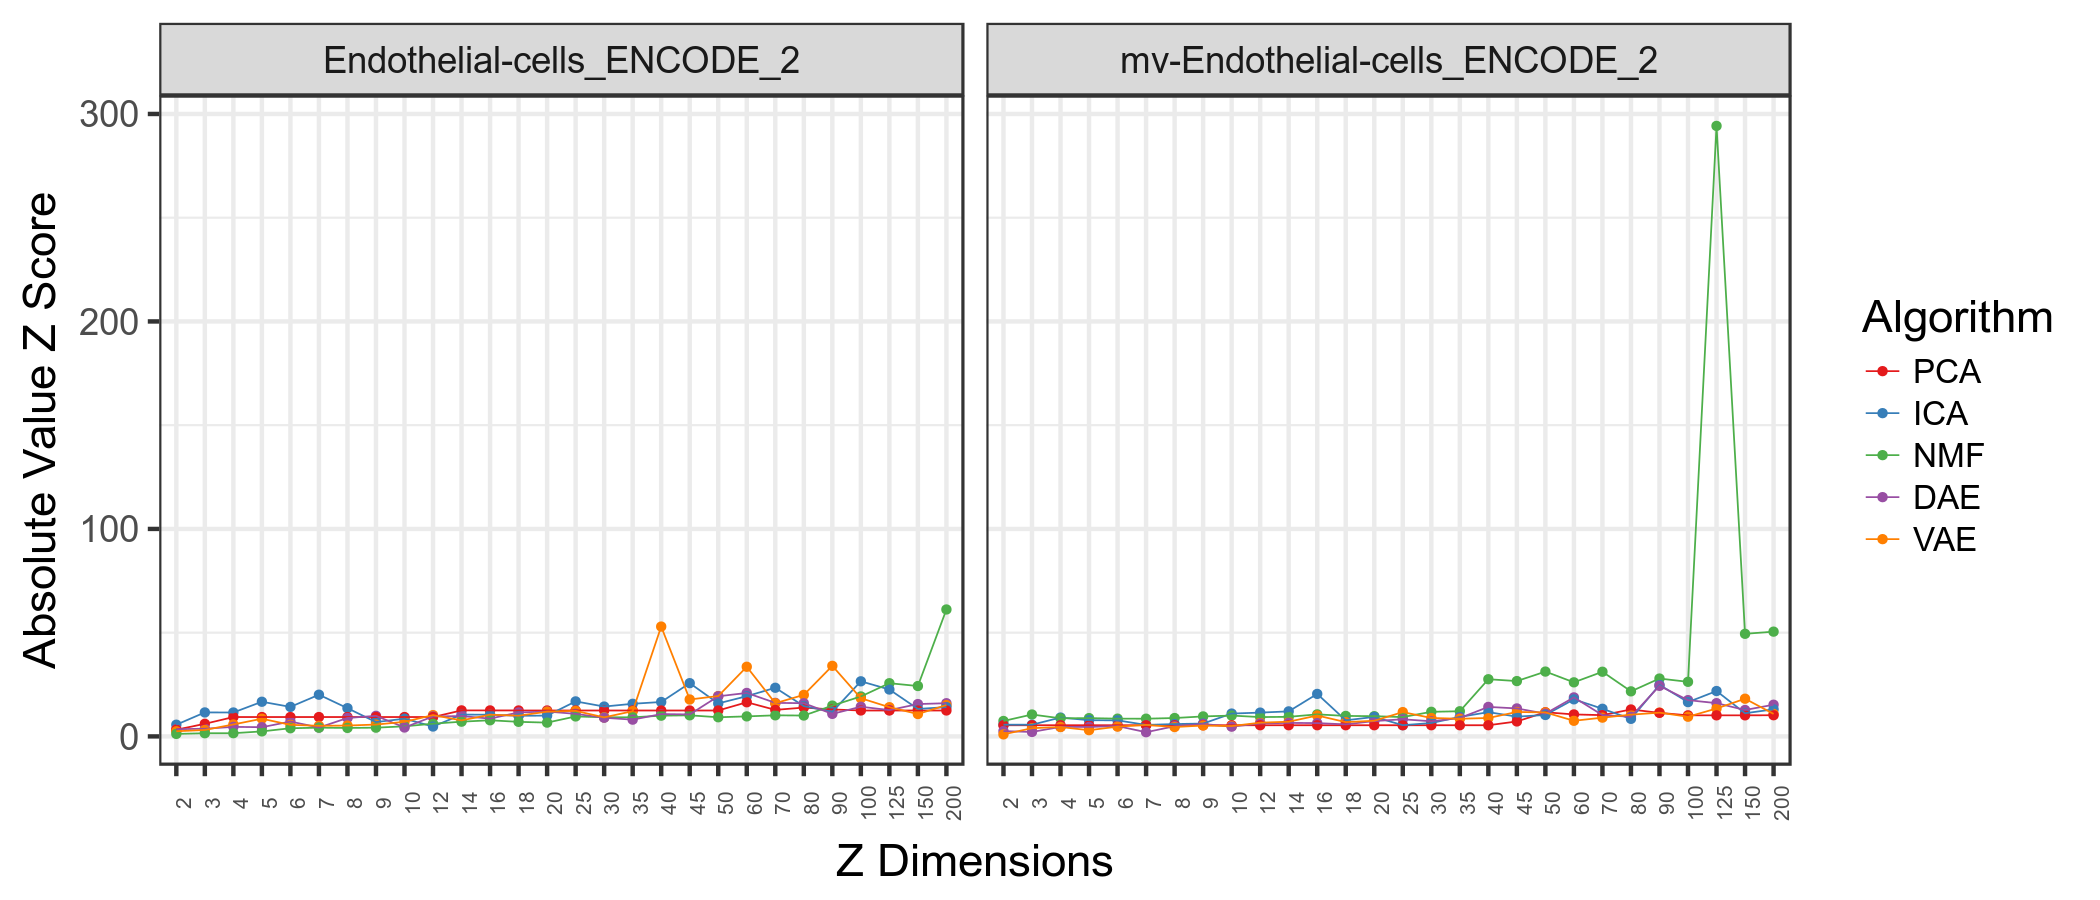 Endothelial-cells_ENCODE_2
mv-Endothelial-cells_ENCODE_2
Absolute Value Z Score
300
200
100
0
2 3 4 5 6 7 8 9 10 12 14 16 18 20 25 30 35 40 45 50 60 70 80 90 100 125 150 200
2 3 4 5 6 7 8 9 10 12 14 16 18 20 25 30 35 40 45 50 60 70 80 90 100 125 150 200
Z Dimensions
Algorithm
PCA
ICA
NMF
DAE
VAE